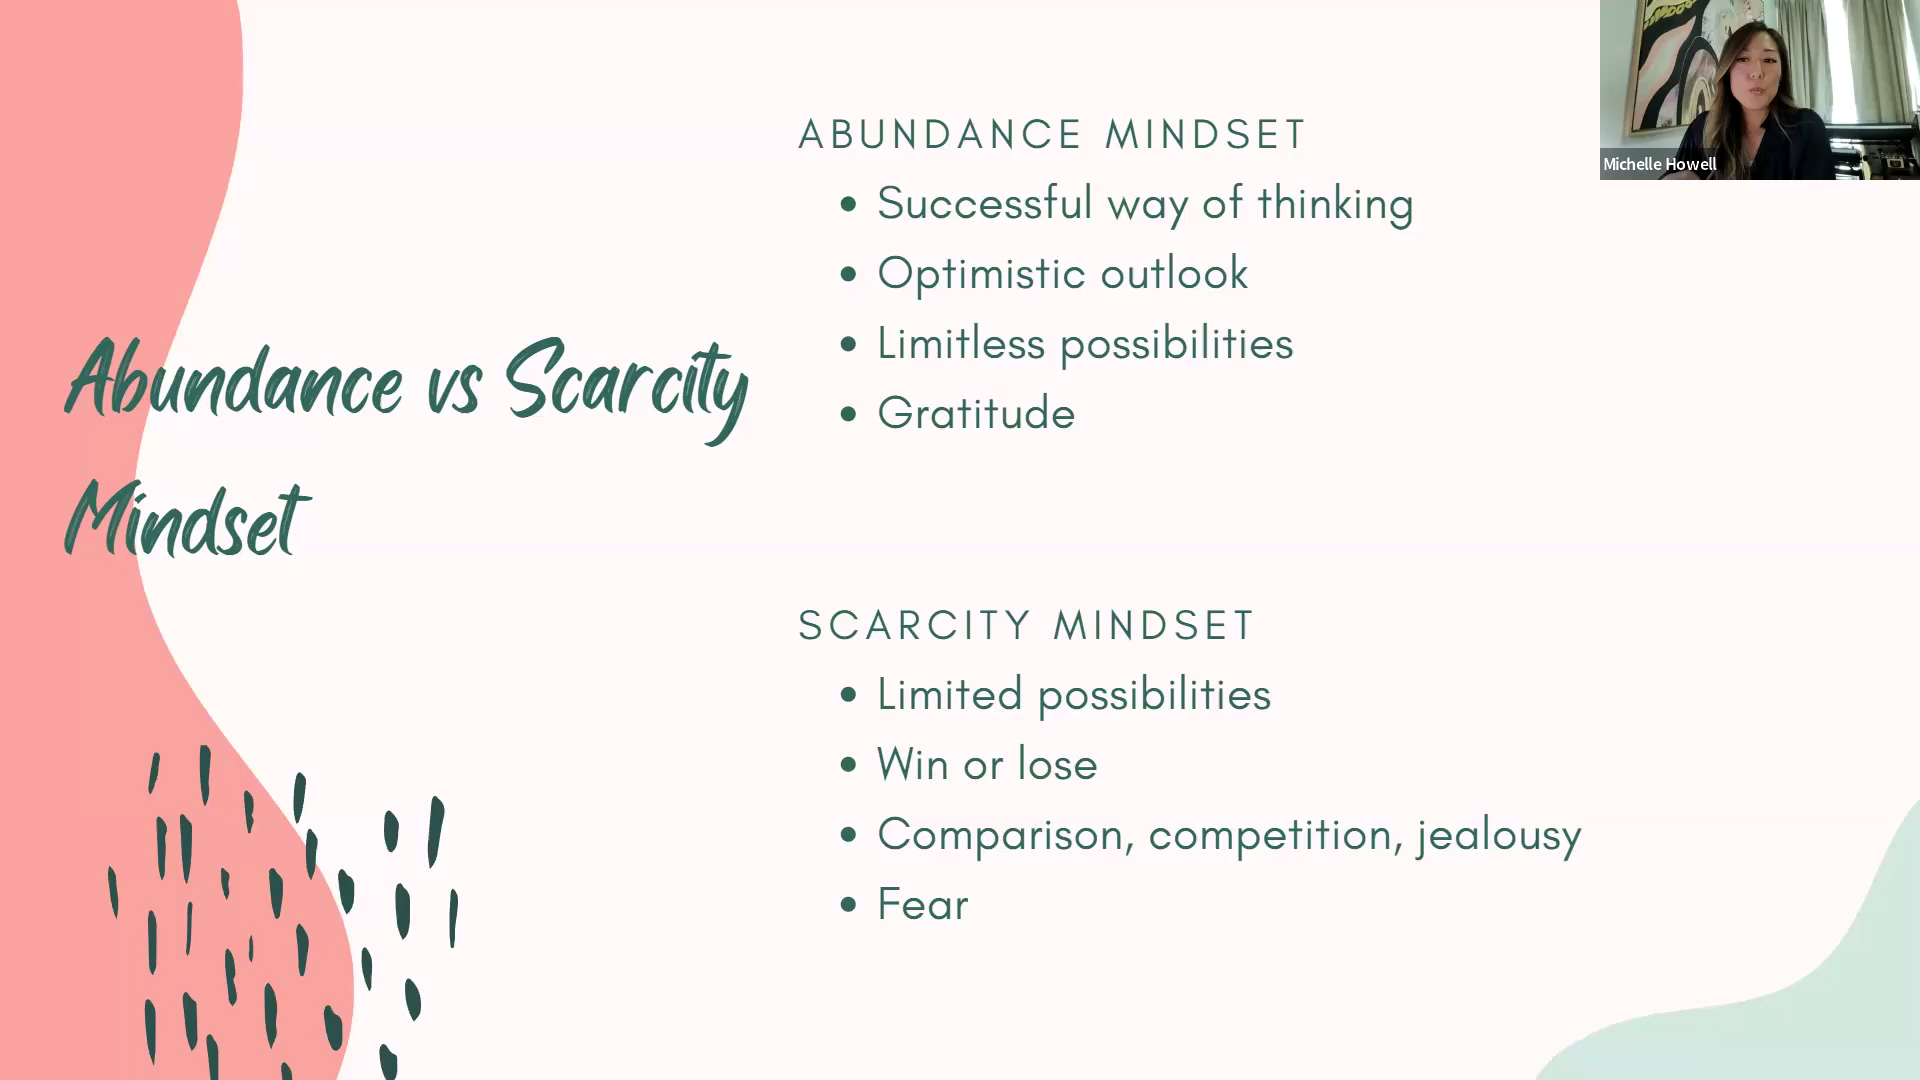 Abundance vs Scarcity
Mindset
ABUNDANCE MINDSET
• Successful way of thinking
• Optimistic outlook
• Limitless possibilities
• Gratitude
SCARCITY MINDSET
• Limited possibilities
• Win or lose
• Comparison, competition, jealousy
• Fear
Michelle Howell